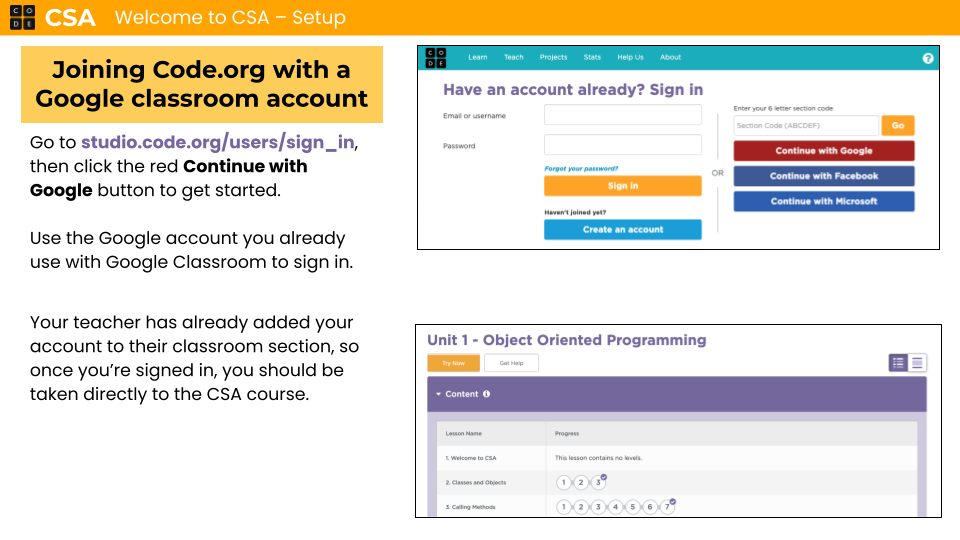 C O
D E
CSA Welcome to CSA – Setup
Joining Code.org with a
Google classroom account
Go to studio.code.org/users/sign_in,
then click the red Continue with
Google button to get started.
Use the Google account you already
use with Google Classroom to sign in.
Your teacher has already added your
account to their classroom section, so
once you're signed in, you should be
taken directly to the CSA course.
C O
D E
Learn Teach Projects Stats Help Us About ?
Have an account already? Sign in
Email or username
Password
Forgot your password?
Sign in
Haven't joined yet?
Create an account
OR
Enter your 6 letter section code
Section Code (ABCDEF) Go
Continue with Google
Continue with Facebook
Continue with Microsoft
Unit 1 - Object Oriented Programming
Try Now Get Help
Content
Lesson Name Progress
1. Welcome to CSA This lesson contains no levels.
2. Classes and Objects 1 2 3
3. Calling Methods 1 2 3 4 5 6 7